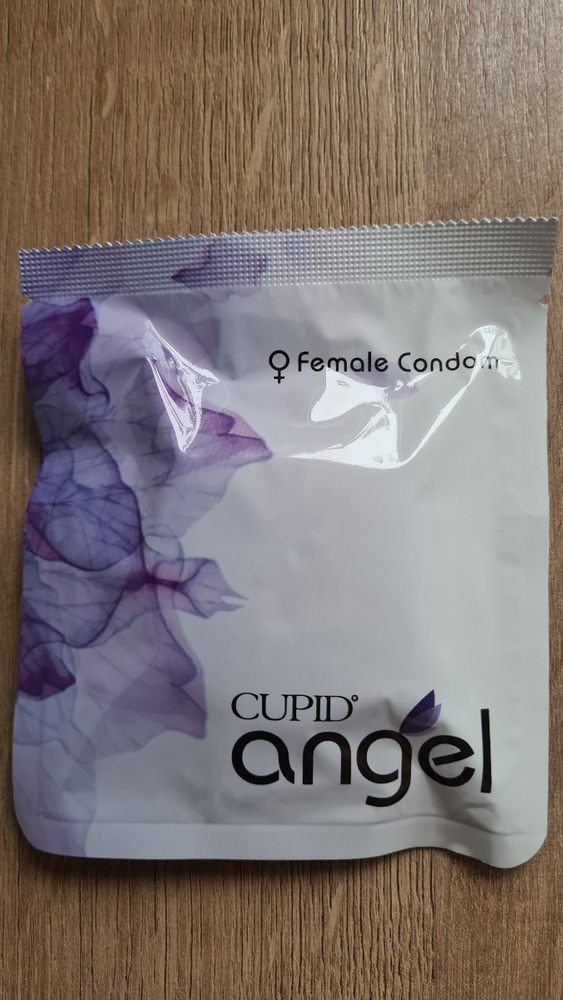 ♀ Female Condom
CUPID°
angel